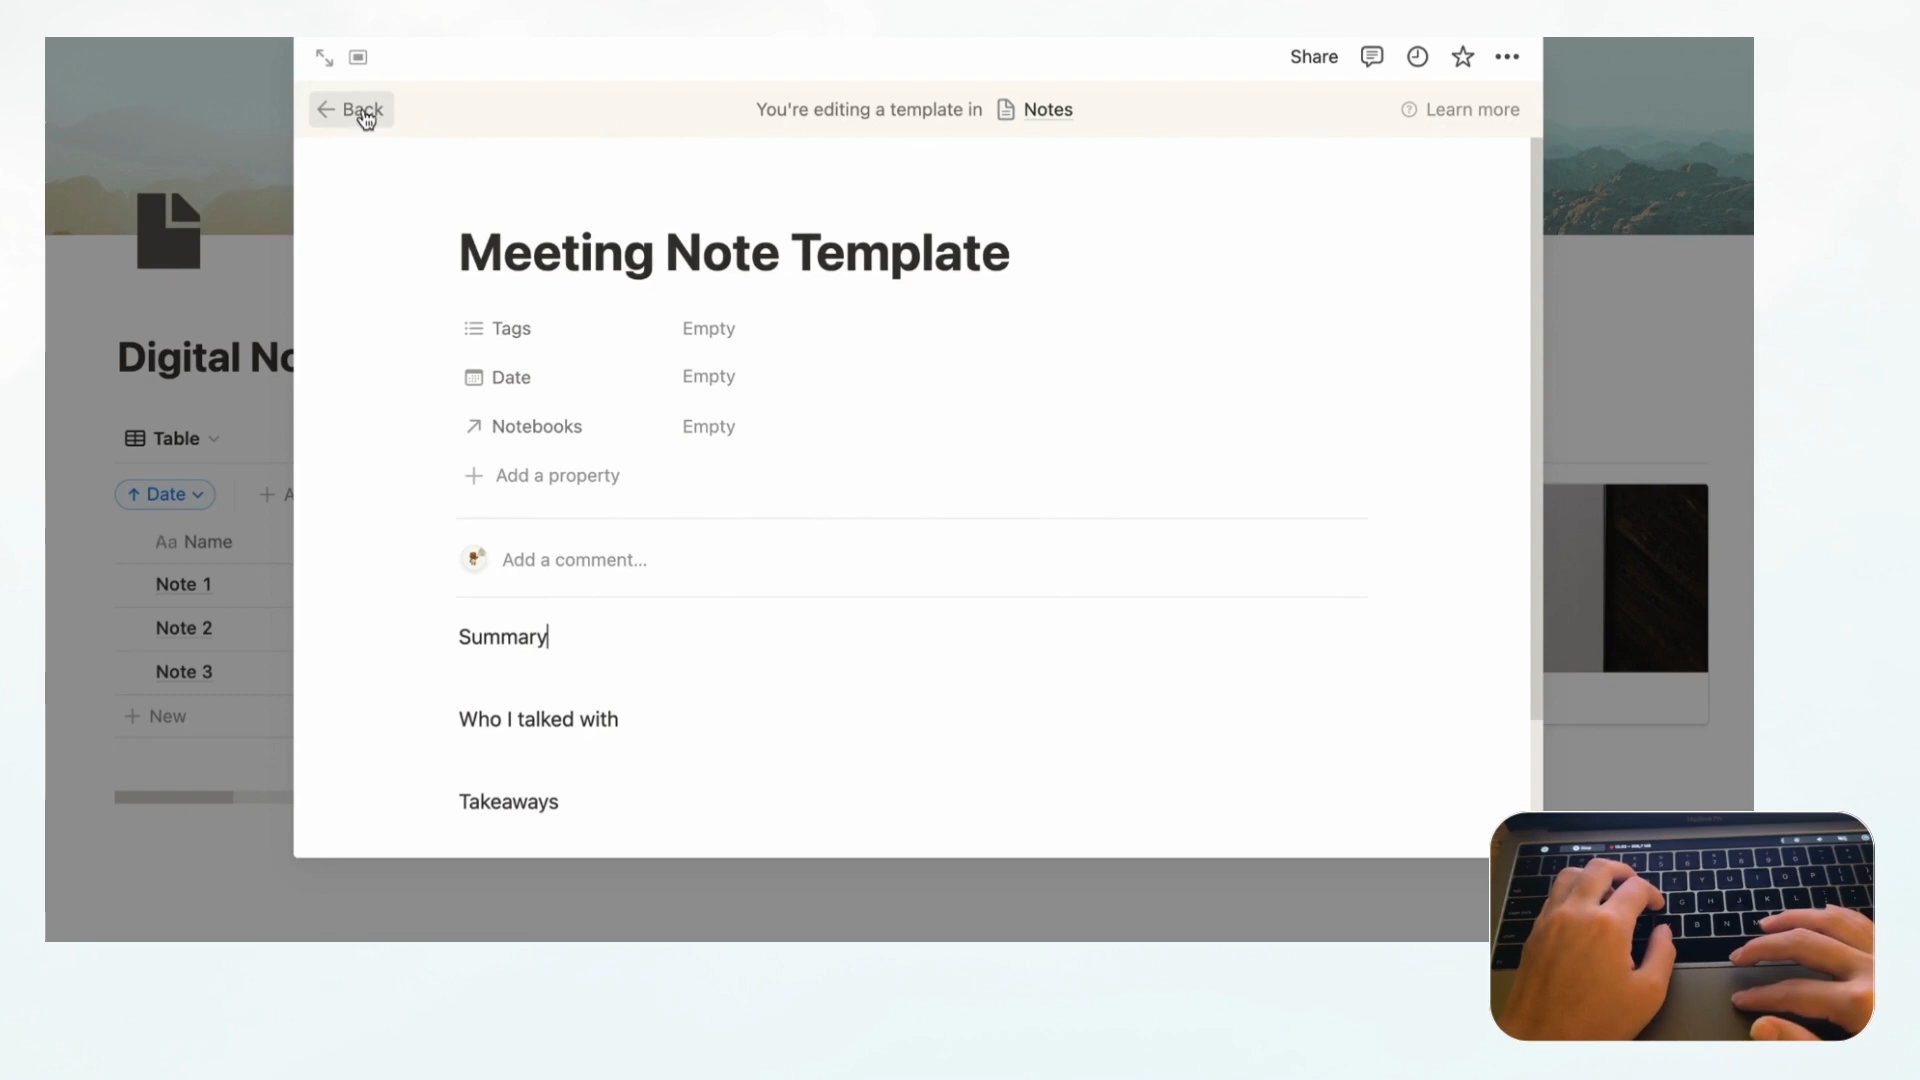 Share
Back
You're editing a template in Notes
Learn more
Meeting Note Template
Tags Empty
Date Empty
Notebooks Empty
Add a property
Add a comment...
Summary
Who I talked with
Takeaways
Digital No
Table
Date
A
Aa Name
Note 1
Note 2
Note 3
New